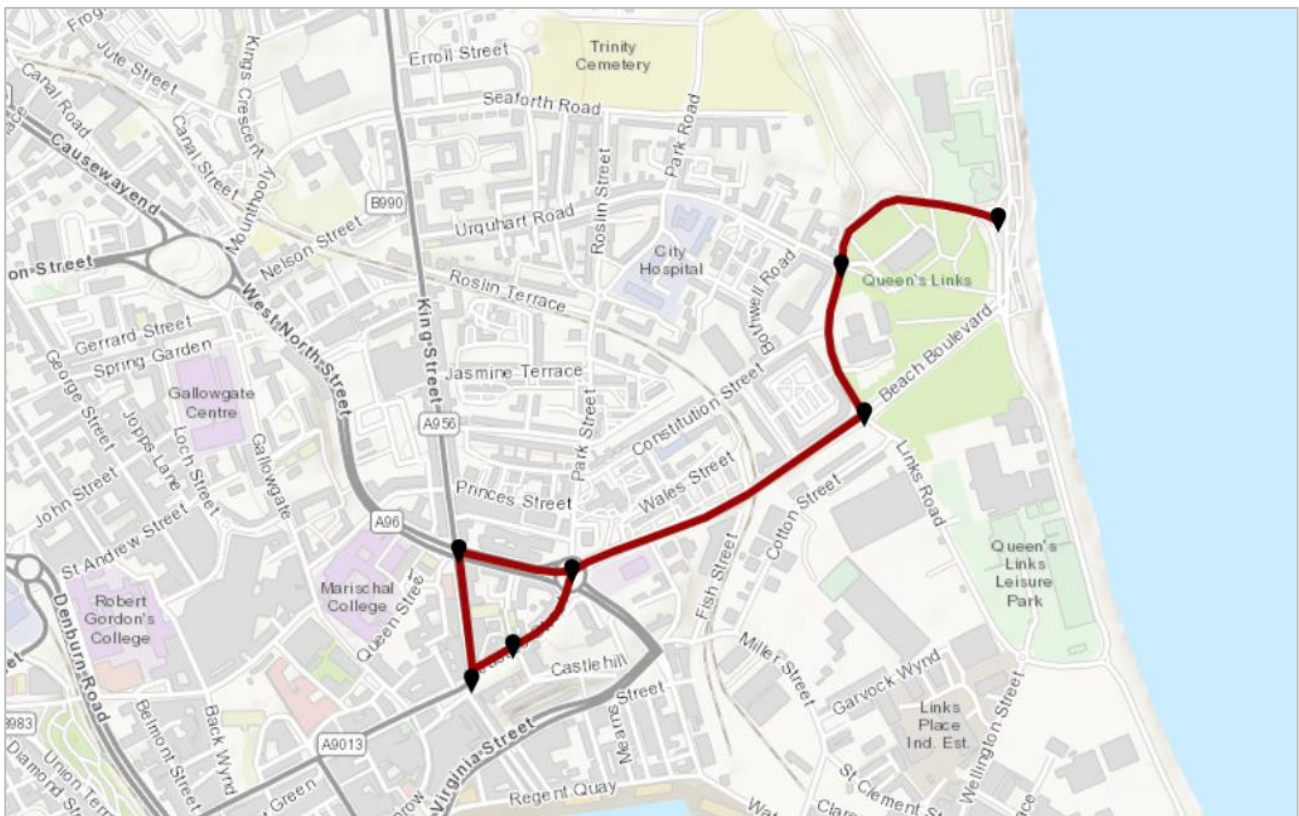 Frog
Jute Street
Kings Crescent
Erroll Street
Trinity
Cemetery
Canal Road
Seaforth Road
Park Road
Causewayend
Canal Street
Mounthooly
B990
Urquhart Road
Roslin Street
Nelson Street
City
Hospital
on Street
Roslin Terrace
Bothwell Road
Queen's Links
West North Street
King Street
Gerrard Street
Spring Garden
Beach Boulevard
George Street
Jasmine Terrace
Gallowgate
Centre
Constitution Street
A956
Park Street
Jopps Lane
Loch Street
Gallowgate
Links Road
John Street
Princes Street
Wales Street
Cotton Street
A96
St Andrew Street
Queen's
Links
Leisure
Park
Marischal
College
Queen Street
Fish Street
Robert
Gordon's
College
Denburn Road
Castlehill
Miller Street
Garvock Wynd
Mearns Street
Links
Place
Ind. Est.
Wellington Street
Belmont Street
Back Wynd
A9013
Virginia Street
Diamond St
Union Terr
Green
Regent Quay
St Clement St
Wat
Clare